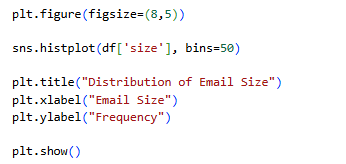 plt.figure(figsize=(8,5))
sns.histplot(df['size'], bins=50)
plt.title("Distribution of Email Size")
plt.xlabel("Email Size")
plt.ylabel("Frequency")
plt.show()